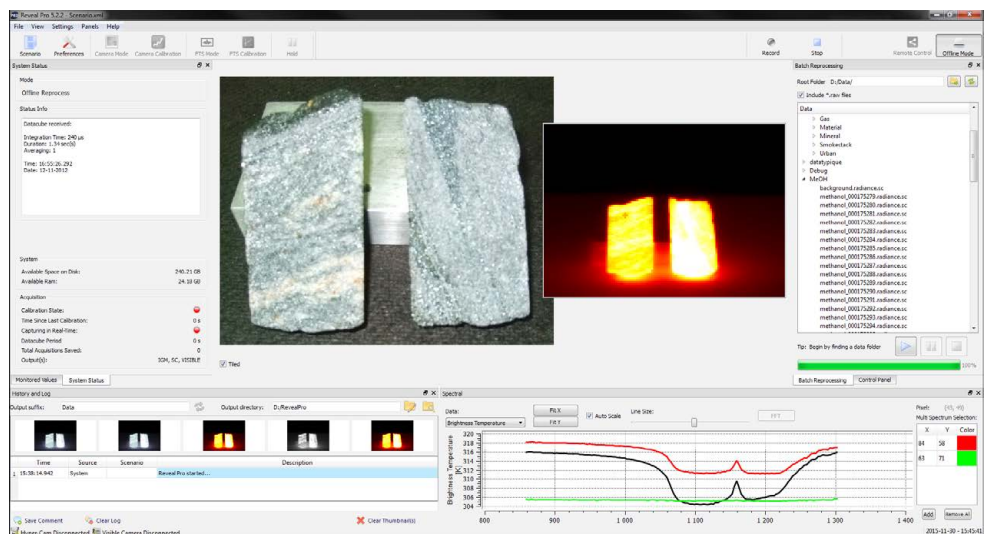 Reveal Pro 5.2.2 - Scenario.xml
File View Settings Panels Help
Scenario Preferences Camera Mode Camera Calibration PTS Mode PTS Calibration Hold Record Stop Remote Control Offline Mode
System Status
Mode
Offline Reprocess
Status Info
Datacube received:
Integration Time: 240 µs
Duration: 1.34 sec(s)
Averaging: 1
Time: 16:55:26.292
Date: 12-11-2012
System
Available Space on Disk: 240.21 GB
Available Ram: 24.18 GB
Acquisition
Calibration State:
Time Since Last Calibration: 0 s
Capturing in Real-Time:
Datacube Period 0 s
Total Acquisitions Saved: 0
Output(s): IGM, SC, VISIBLE
Monitored Values System Status
Tiled
Batch Reprocessing
Root Folder D:/Data/
Include *.raw files
Data
Gas
Material
Mineral
Smokestack
Urban
datatypique
Debug
MeOH
background.radiance.sc
methanol_000175279.radiance.sc
methanol_000175280.radiance.sc
methanol_000175281.radiance.sc
methanol_000175282.radiance.sc
methanol_000175283.radiance.sc
methanol_000175284.radiance.sc
methanol_000175285.radiance.sc
methanol_000175286.radiance.sc
methanol_000175287.radiance.sc
methanol_000175288.radiance.sc
methanol_000175289.radiance.sc
methanol_000175290.radiance.sc
methanol_000175291.radiance.sc
methanol_000175292.radiance.sc
methanol_000175293.radiance.sc
methanol_000175294.radiance.sc
Tip: Begin by finding a data folder
100%
Batch Reprocessing Control Panel
History and Log
Output suffix: Data Output directory: D:/RevealPro
Time Source Scenario Description
1 15:38:14.942 System Reveal Pro started...
Save Comment Clear Log Clear Thumbnail(s)
Hyper-Cam Disconnected Visible Camera Disconnected
Spectral
Data: Fit X Auto Scale Line Size: FFT
Brightness Temperature Fit Y
Brightness Temperature
[K]
320
318
316
314
312
310
308
306
304
800 900 1 000 1 100 1 200 1 300 1 400
Pixel:
Multi Spectrum Selection:
X Y Color
84 58
63 71
Add Remove All
2015-11-30 - 15:45:41